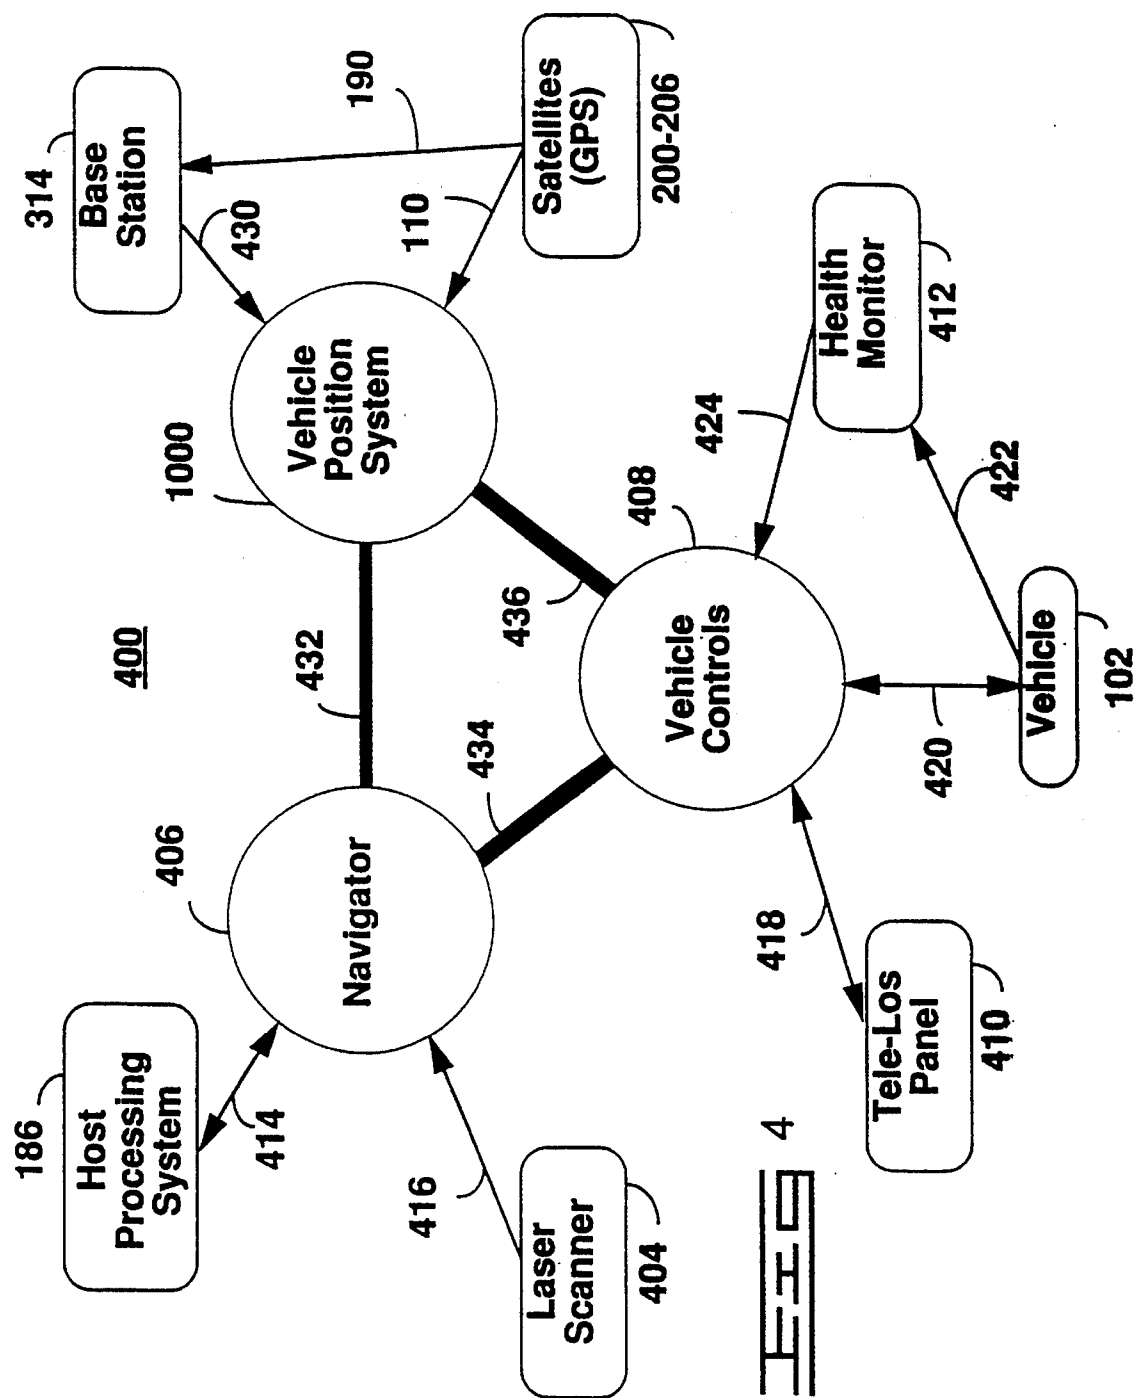 400
186
Host
Processing
System
414
406
Navigator
432
1000
Vehicle
Position
System
314
Base
Station
430
190
110
Satellites
(GPS)
200-206
416
Laser
Scanner
404
434
436
408
Vehicle
Controls
424
Health
Monitor
412
418
Tele-Los
Panel
410
420
422
Vehicle
102
FIG 4